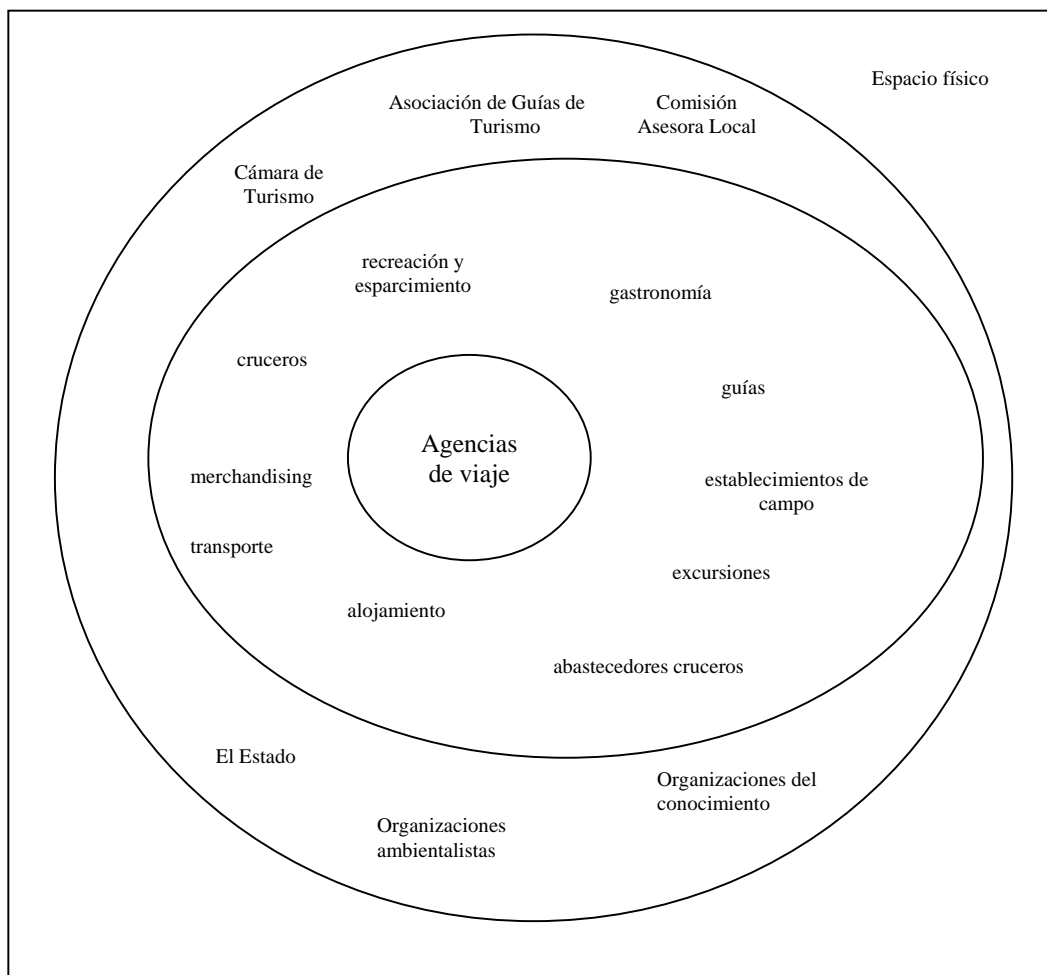 Espacio físico
Asociación de Guías de
Turismo
Comisión
Asesora Local
Cámara de
Turismo
recreación y
esparcimiento
gastronomía
cruceros
guías
Agencias
de viaje
merchandising
establecimientos de
campo
transporte
excursiones
alojamiento
abastecedores cruceros
El Estado
Organizaciones del
conocimiento
Organizaciones
ambientalistas